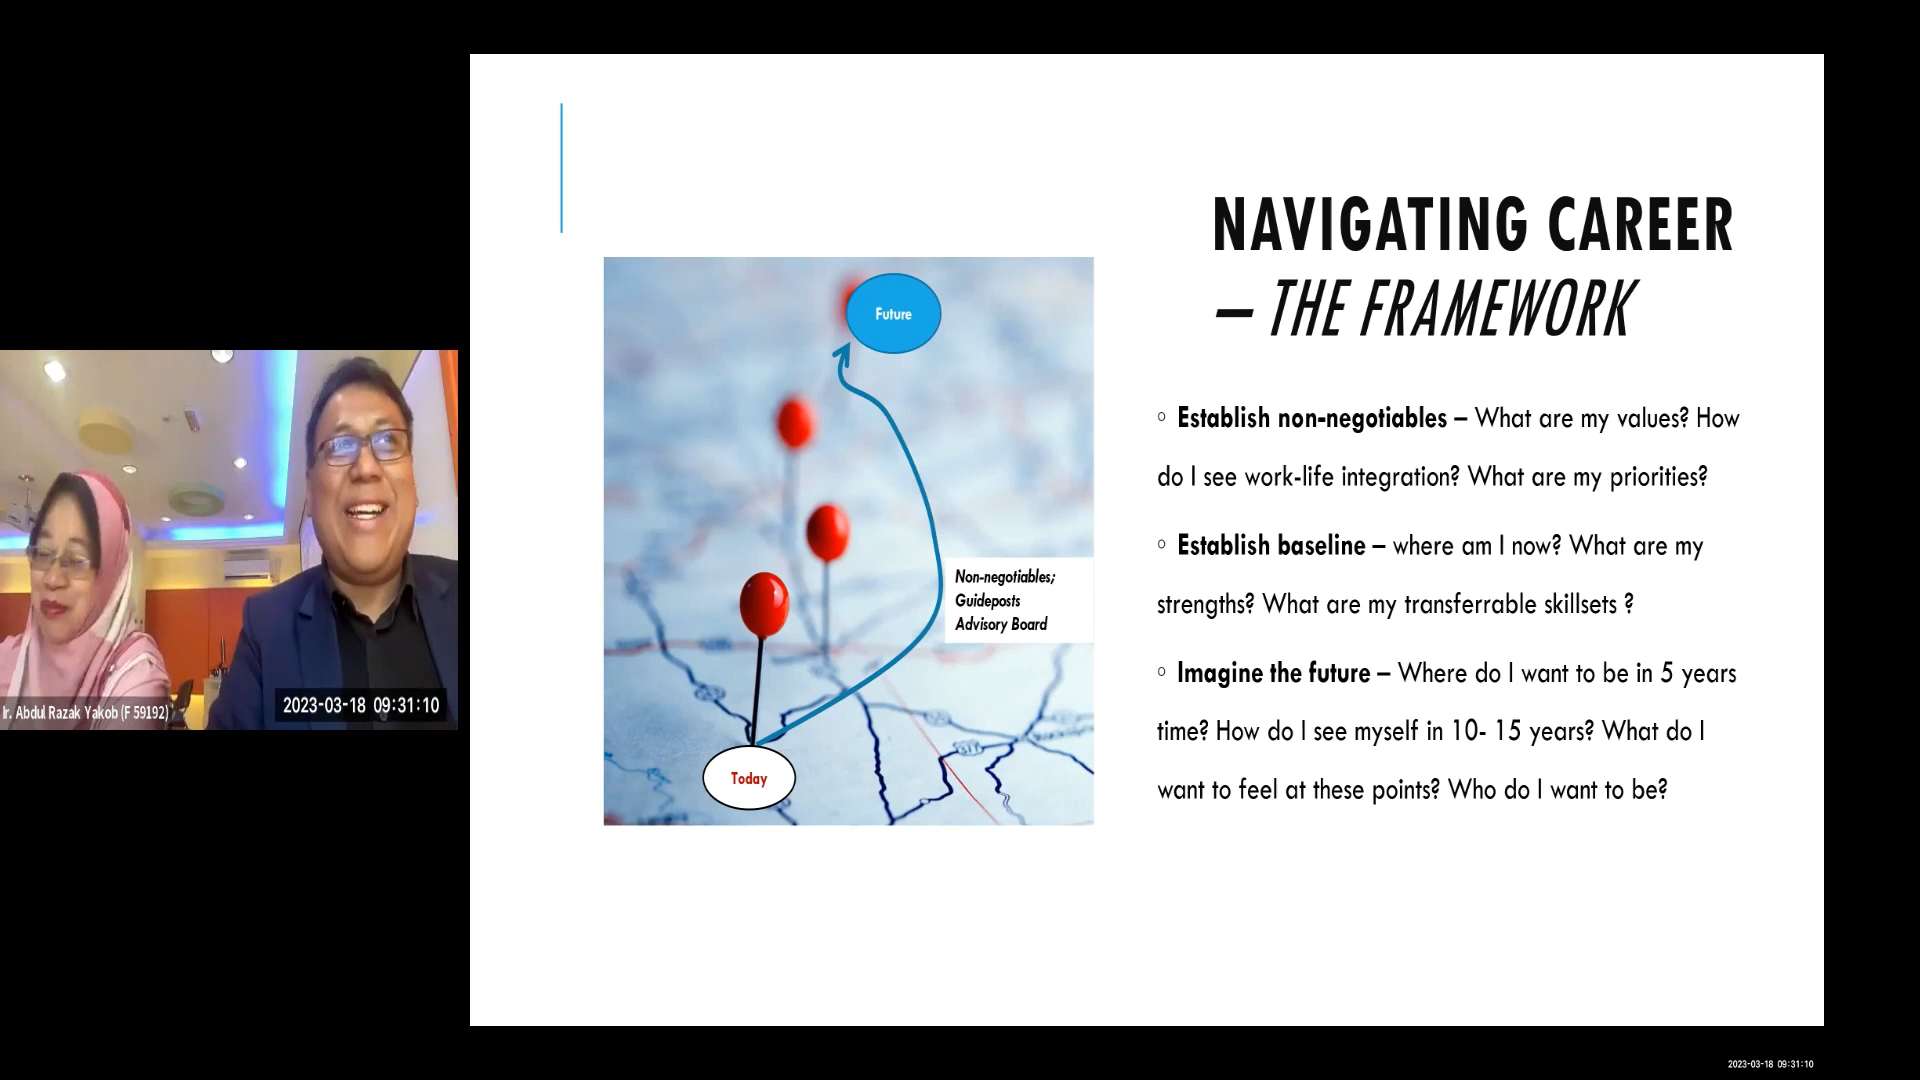 NAVIGATING CAREER
– THE FRAMEWORK
Future
Non-negotiables;
Guideposts
Advisory Board
Today
◦ Establish non-negotiables – What are my values? How
do I see work-life integration? What are my priorities?
◦ Establish baseline – where am I now? What are my
strengths? What are my transferrable skillsets ?
◦ Imagine the future – Where do I want to be in 5 years
time? How do I see myself in 10- 15 years? What do I
want to feel at these points? Who do I want to be?
Ir. Abdul Razak Yakob (F 59192)
2023-03-18 09:31:10
2023-03-18 09:31:10